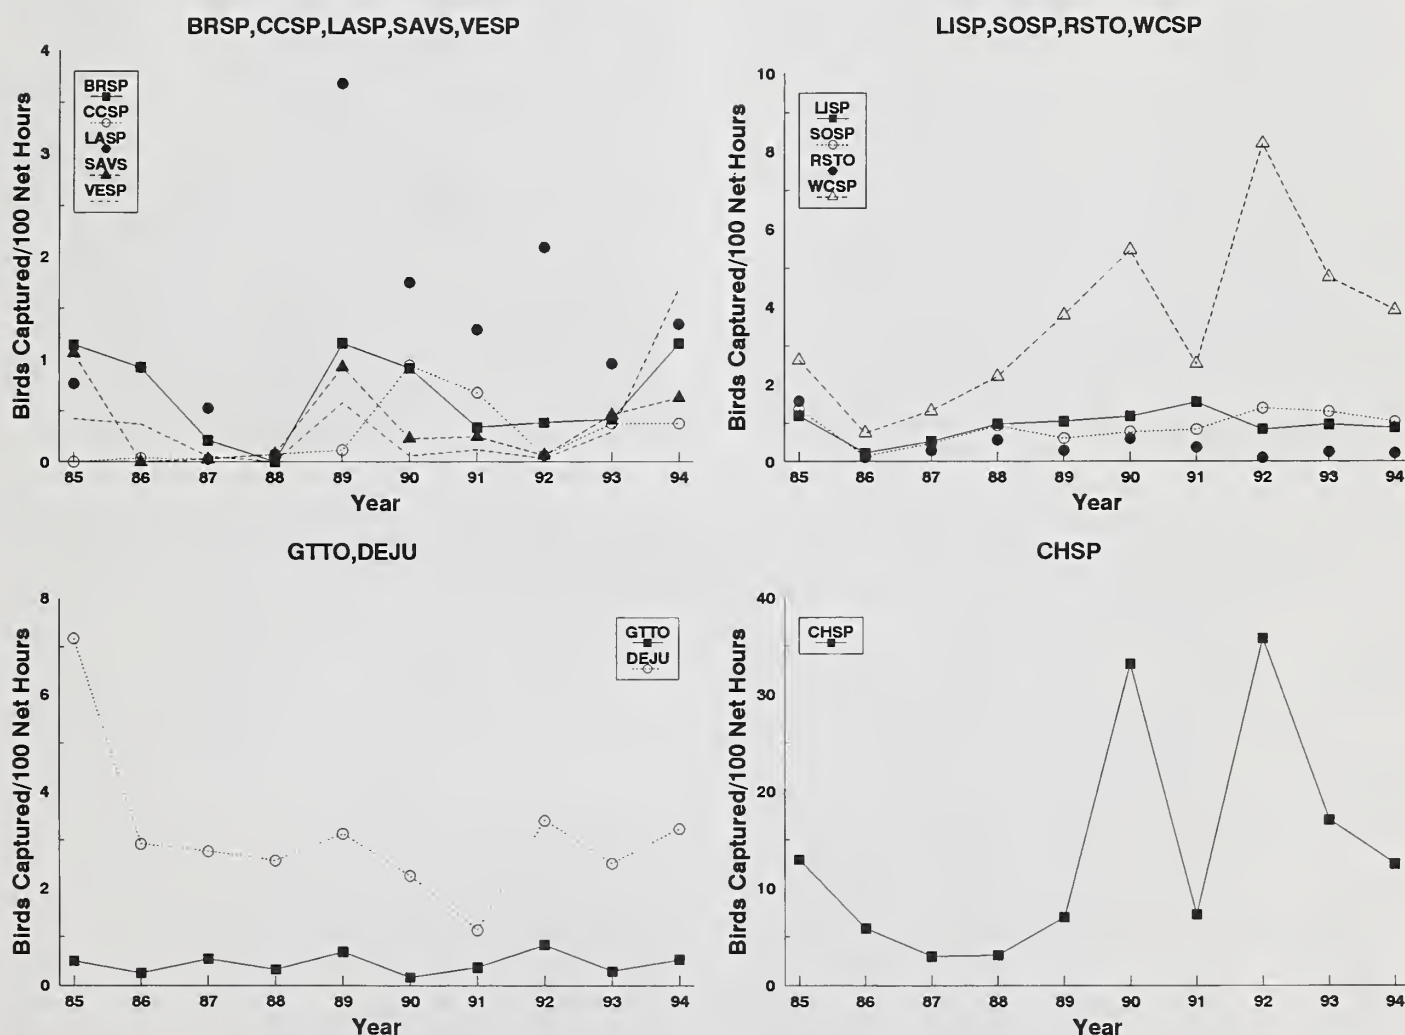 BRSP,CCSP,LASP,SAVS,VESP
Birds Captured/100 Net Hours
4
3
2
1
0
BRSP
CCSP
LASP
SAVS
VESP
85 86 87 88 89 90 91 92 93 94
Year
LISP,SOSP,RSTO,WCSP
Birds Captured/100 Net Hours
10
8
6
4
2
0
LISP
SOSP
RSTO
WCSP
85 86 87 88 89 90 91 92 93 94
Year
GTTO,DEJU
Birds Captured/100 Net Hours
8
6
4
2
0
GTTO
DEJU
85 86 87 88 89 90 91 92 93 94
Year
CHSP
Birds Captured/100 Net Hours
40
30
20
10
0
CHSP
85 86 87 88 89 90 91 92 93 94
Year